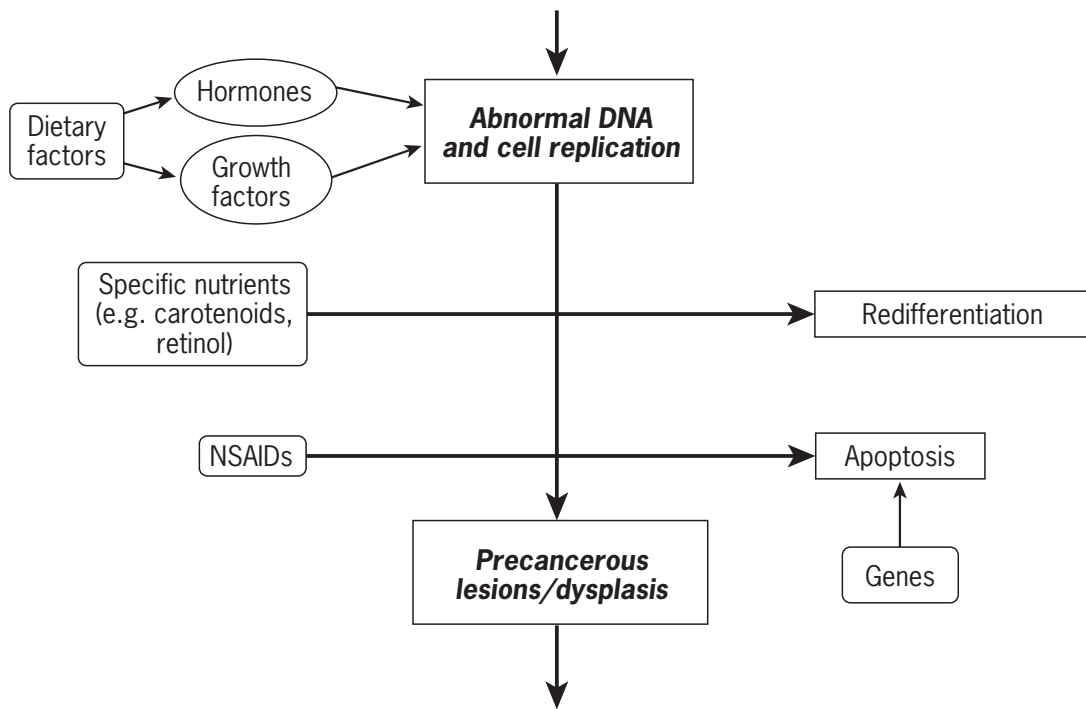 Hormones
Dietary
factors
Growth
factors
Abnormal DNA
and cell replication
Specific nutrients
(e.g. carotenoids,
retinol)
Redifferentiation
NSAIDs
Apoptosis
Precancerous
lesions/dysplasis
Genes